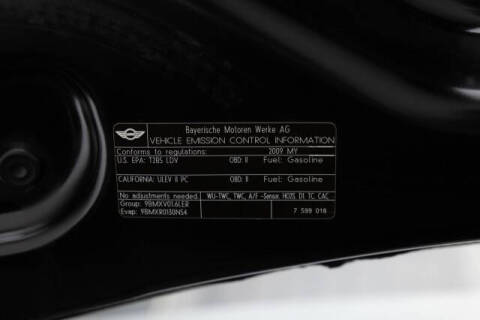 Bayerische Motoren Werke AG
VEHICLE EMISSION CONTROL INFORMATION
Conforms to regulations: 2009 MY
U.S. EPA: T2B5 LDV OBD: II Fuel: Gasoline
CALIFORNIA: ULEV II PC OBD: II Fuel: Gasoline
No adjustments needed. WU-TWC, TWC, A/F -Sensor, HO2S, DI, TC, CAC
Group: 9BMXV01.6LER
Evap: 9BMXR0130NS4 7 599 018